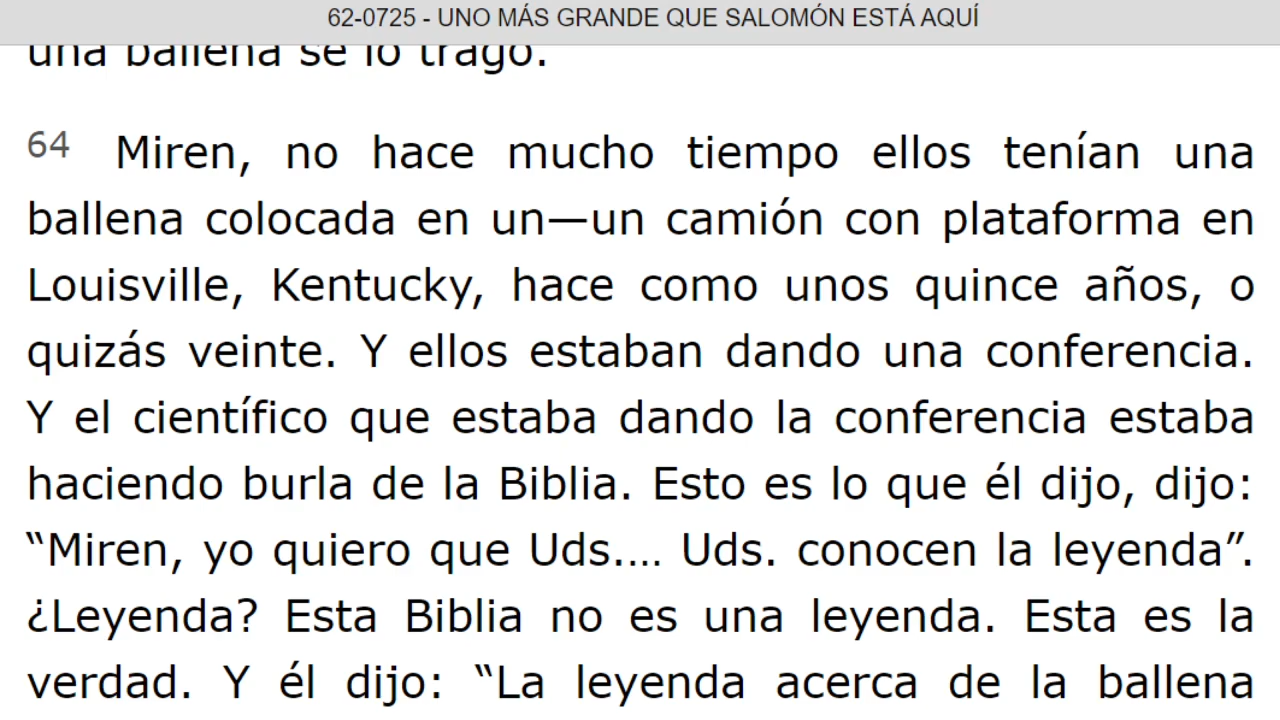 62-0725 - UNO MÁS GRANDE QUE SALOMÓN ESTÁ AQUÍ
una ballena se lo tragó.
64 Miren, no hace mucho tiempo ellos tenían una
ballena colocada en un—un camión con plataforma en
Louisville, Kentucky, hace como unos quince años, o
quizás veinte. Y ellos estaban dando una conferencia.
Y el científico que estaba dando la conferencia estaba
haciendo burla de la Biblia. Esto es lo que él dijo, dijo:
“Miren, yo quiero que Uds.… Uds. conocen la leyenda”.
¿Leyenda? Esta Biblia no es una leyenda. Esta es la
verdad. Y él dijo: “La leyenda acerca de la ballena